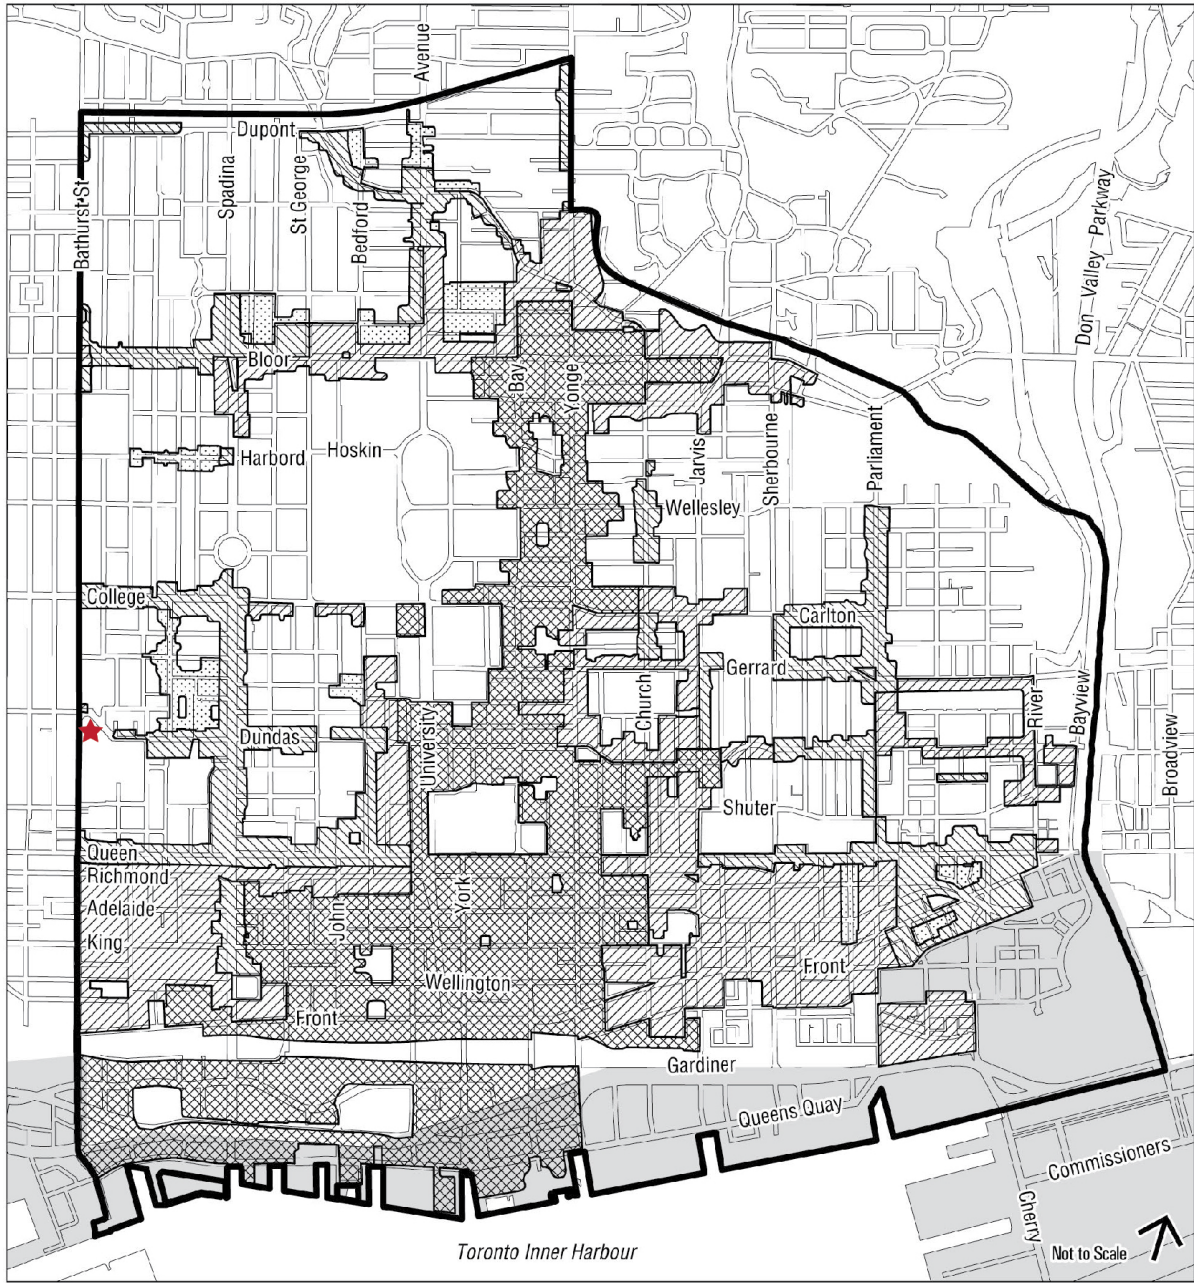 Avenue
Dupont
Spadina
St. George
Bedford
Bathurst St
Don Valley Parkway
Bloor
Bay
Yonge
Harbord
Hoskin
Jarvis
Sherbourne
Parliament
Wellesley
College
Carlton
Gerrard
Church
River
Bayview
Broadview
Dundas
University
Shuter
Queen
Richmond
Adelaide
King
John
York
Front
Wellington
Front
Gardiner
Queens Quay
Commissioners
Cherry
Toronto Inner Harbour
Not to Scale